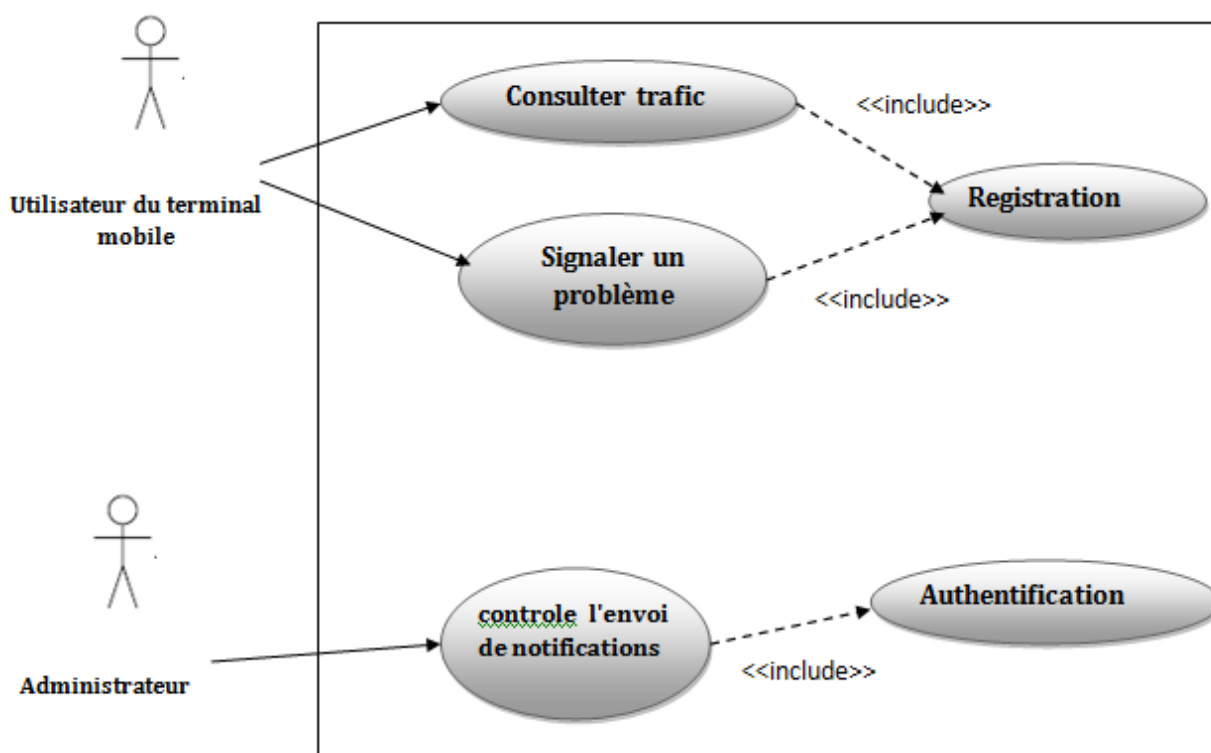 Consulter trafic
<<include>>
Utilisateur du terminal
mobile
Registration
Signaler un
problème
<<include>>
Authentification
controle l'envoi
de notifications
<<include>>
Administrateur